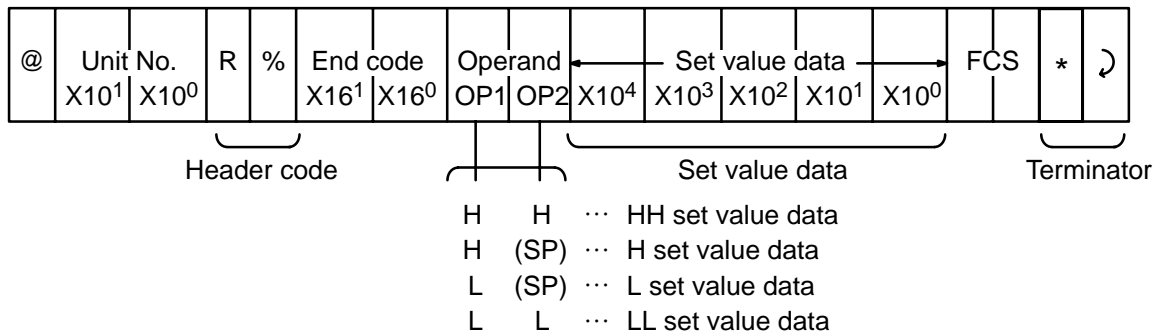 @ Unit No. R % End code Operand Set value data FCS * ⤸
X10¹ X10⁰ X16¹ X16⁰ OP1 OP2 X10⁴ X10³ X10² X10¹ X10⁰
Header code Set value data Terminator
H H ··· HH set value data
H (SP) ··· H set value data
L (SP) ··· L set value data
L L ··· LL set value data